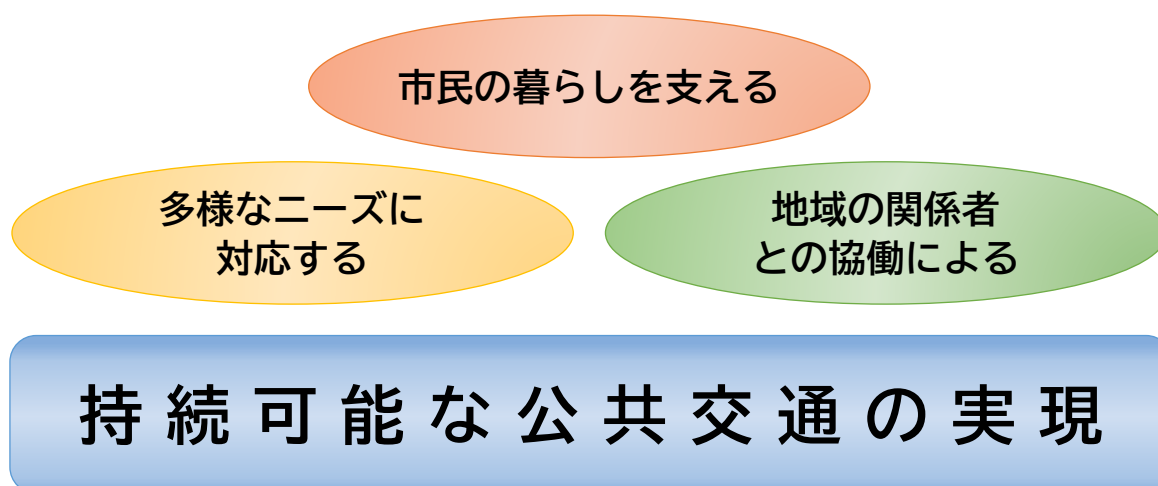 市民の暮らしを支える
多様なニーズに
対応する
地域の関係者
との協働による
持続可能な公共交通の実現